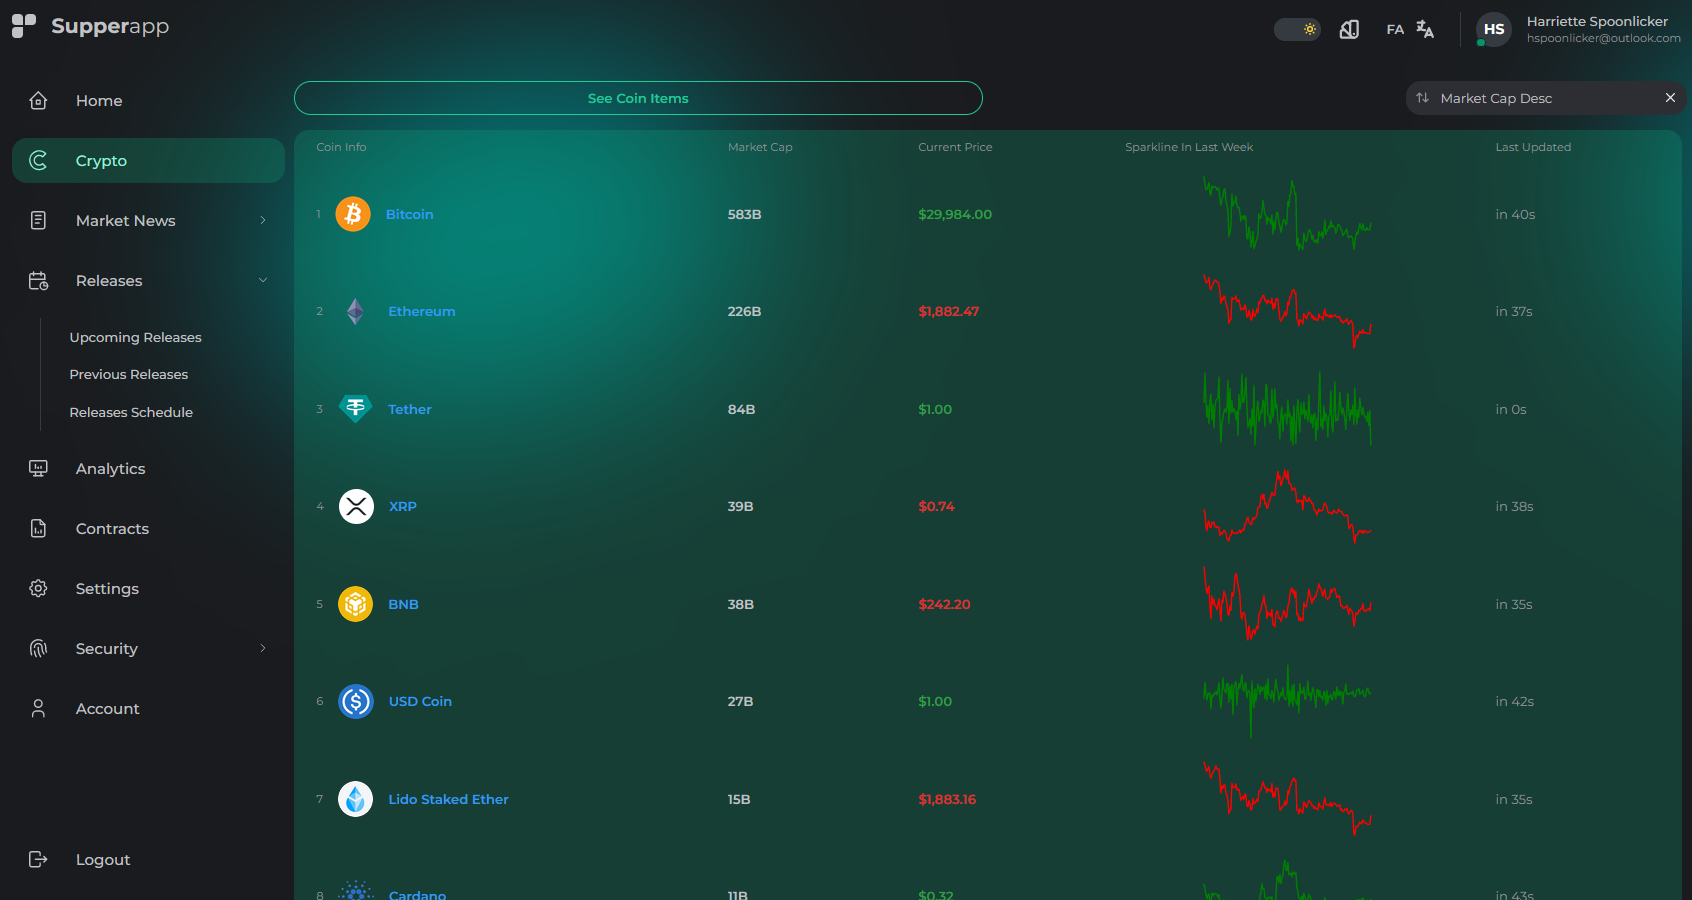 Supperapp
FA
HS
Harriette Spoonlicker
hspoonlicker@outlook.com
Home
Crypto
Market News
Releases
Upcoming Releases
Previous Releases
Releases Schedule
Analytics
Contracts
Settings
Security
Account
Logout
See Coin Items
Market Cap Desc
Coin Info Market Cap Current Price Sparkline In Last Week Last Updated
1 Bitcoin 583B $29,984.00 in 40s
2 Ethereum 226B $1,882.47 in 37s
3 Tether 84B $1.00 in 0s
4 XRP 39B $0.74 in 38s
5 BNB 38B $242.20 in 35s
6 USD Coin 27B $1.00 in 42s
7 Lido Staked Ether 15B $1,883.16 in 35s
8 Cardano 11B $0.32 in 43s